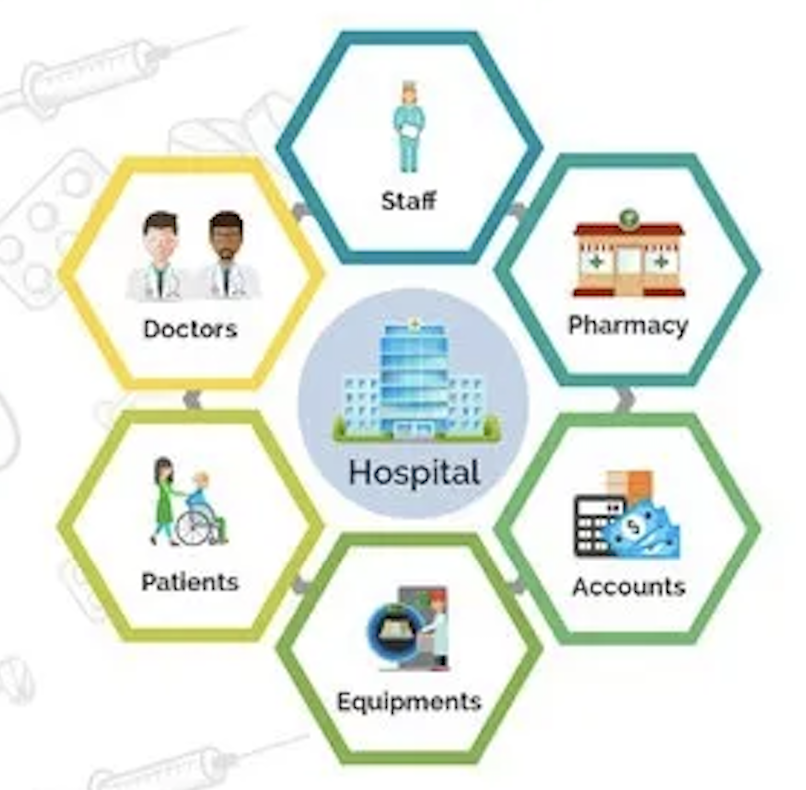 Staff
Doctors
Pharmacy
Hospital
Patients
Accounts
Equipments